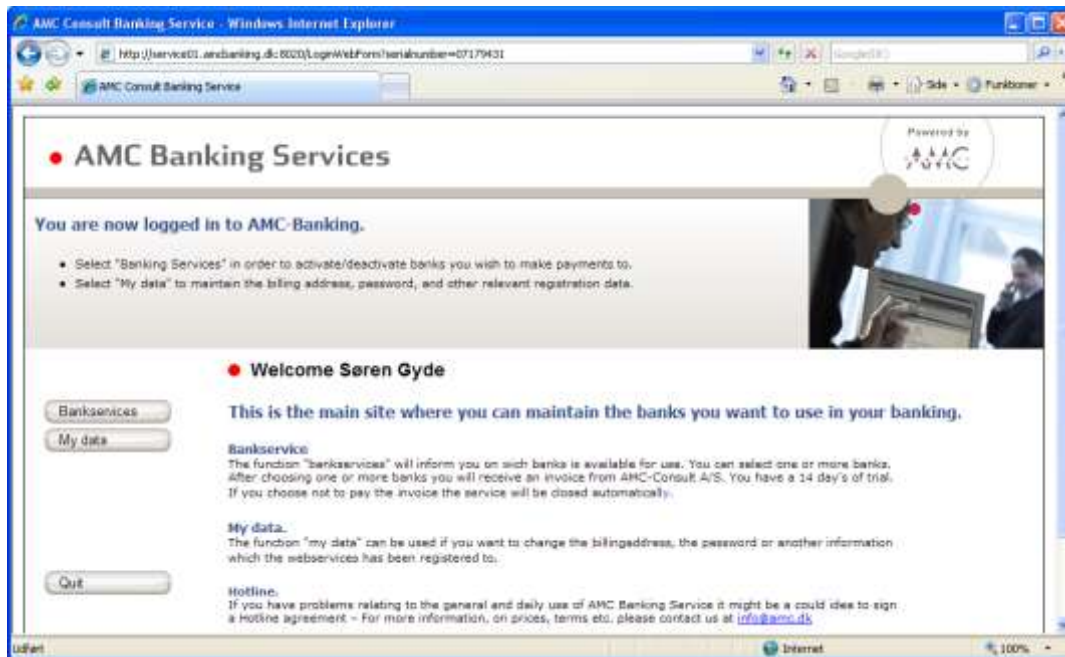 AMC Consult Banking Service - Windows Internet Explorer
http://service01.amcbanking.dk:8020/LoginWebForm?serialnumber=07179431
AMC Consult Banking Service
Side
Funktioner
AMC Banking Services
Powered by
AMC
You are now logged in to AMC-Banking.
• Select "Banking Services" in order to activate/deactivate banks you wish to make payments to.
• Select "My data" to maintain the billing address, password, and other relevant registration data.
Welcome Søren Gyde
Bankservices
This is the main site where you can maintain the banks you want to use in your banking.
My data
Bankservice
The function "bankservices" will inform you on wich banks is available for use. You can select one or more banks.
After choosing one or more banks you will receive an invoice from AMC-Consult A/S. You have a 14 day's of trial.
If you choose not to pay the invoice the service will be closed automatically.
My data.
The function "my data" can be used if you want to change the billingaddress, the password or another information
which the webservices has been registered to.
Quit
Hotline.
If you have problems relating to the general and daily use of AMC Banking Service it might be a could idea to sign
a Hotline agreement – For more information, on prices, terms etc. please contact us at info@amc.dk
Udført
Internet
100%